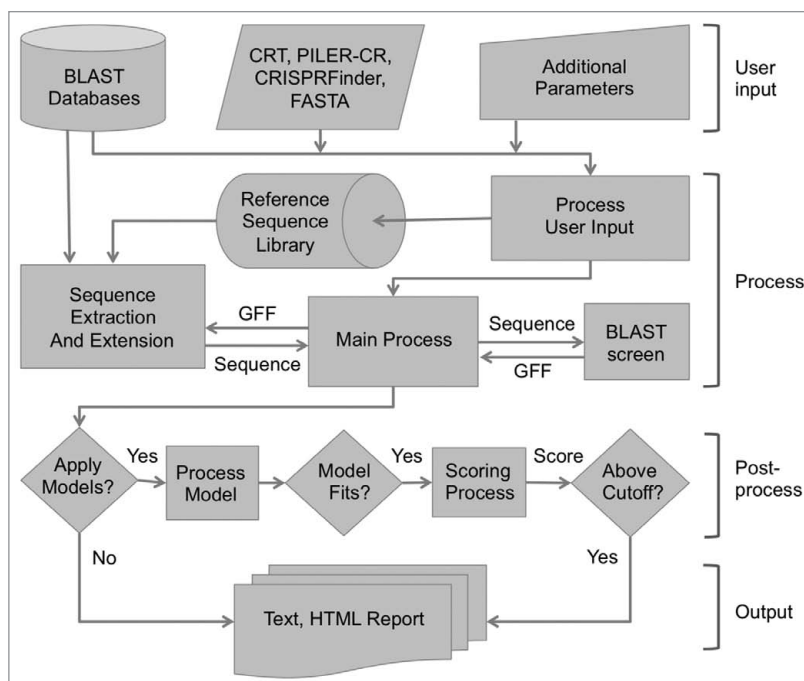 BLAST
Databases
CRT, PILER-CR,
CRISPRFinder,
FASTA
Additional
Parameters
User
input
Reference
Sequence
Library
Process
User Input
Process
Sequence
Extraction
And Extension
GFF
Sequence
Main Process
Sequence
GFF
BLAST
screen
Apply
Models?
Yes
Process
Model
Model
Fits?
Yes
Scoring
Process
Score
Above
Cutoff?
Post-
process
No
Yes
Text, HTML Report
Output